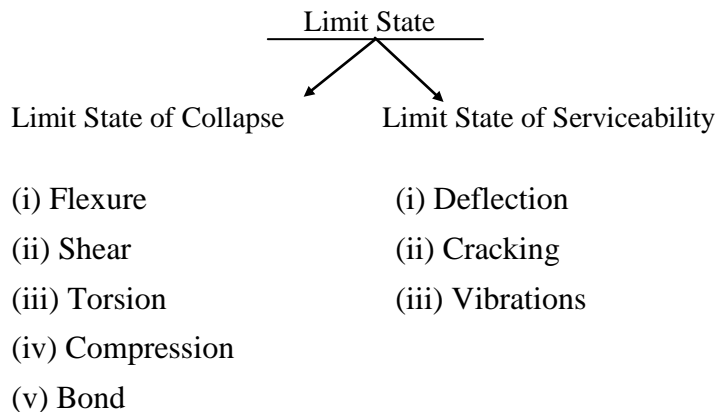 Limit State
Limit State of Collapse
Limit State of Serviceability
(i) Flexure
(ii) Shear
(iii) Torsion
(iv) Compression
(v) Bond
(i) Deflection
(ii) Cracking
(iii) Vibrations